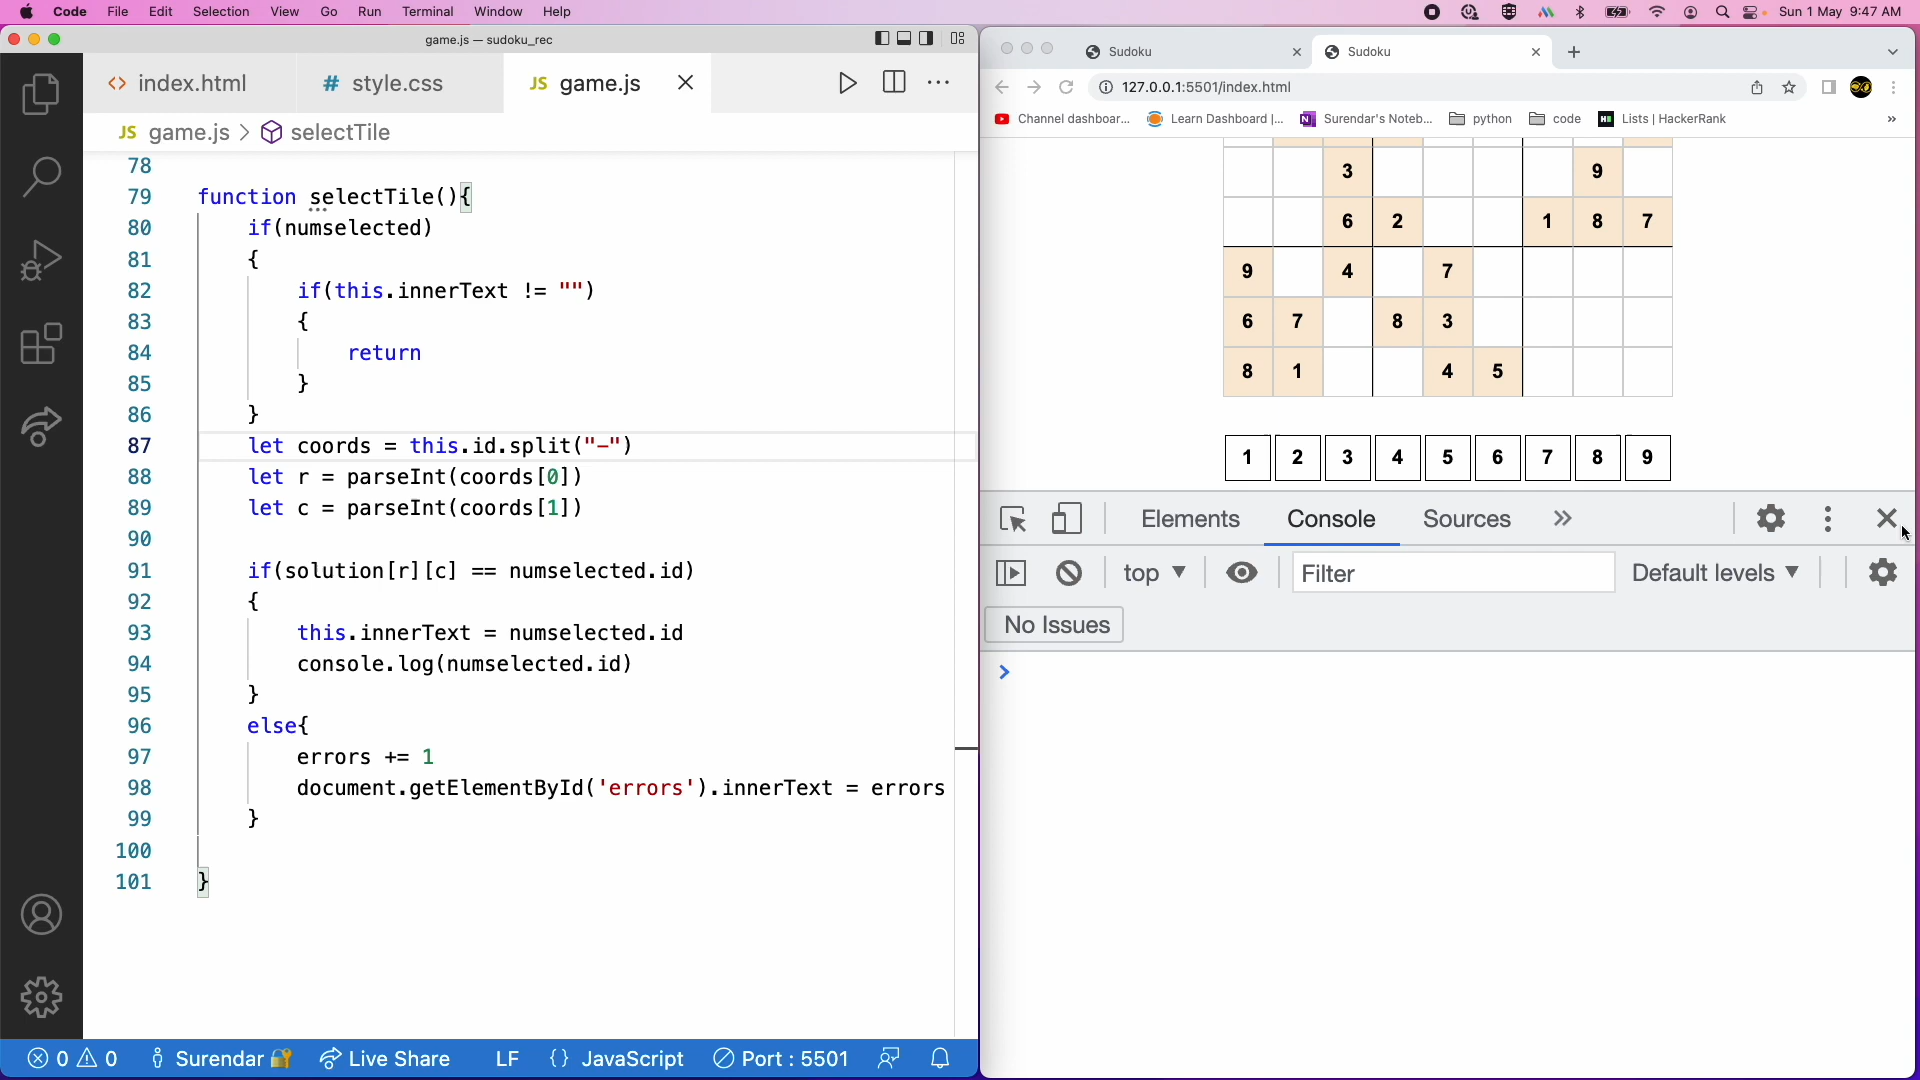 Code File Edit Selection View Go Run Terminal Window Help Sun 1 May 9:47 AM
game.js — sudoku_rec
<> index.html # style.css JS game.js
JS game.js > selectTile
78
79 function selectTile(){
80 if(numselected)
81 {
82 if(this.innerText != "")
83 {
84 return
85 }
86 }
87 let coords = this.id.split("-")
88 let r = parseInt(coords[0])
89 let c = parseInt(coords[1])
90
91 if(solution[r][c] == numselected.id)
92 {
93 this.innerText = numselected.id
94 console.log(numselected.id)
95 }
96 else{
97 errors += 1
98 document.getElementById('errors').innerText = errors
99 }
100
101 }
0 0 Surendar Live Share LF {} JavaScript Port : 5501
Sudoku Sudoku
127.0.0.1:5501/index.html
Channel dashboar... Learn Dashboard |... Surendar's Noteb... python code Lists | HackerRank »
3 9
6 2 1 8 7
9 4 7
6 7 8 3
8 1 4 5
1 2 3 4 5 6 7 8 9
Elements Console Sources »
top Filter Default levels
No Issues
>